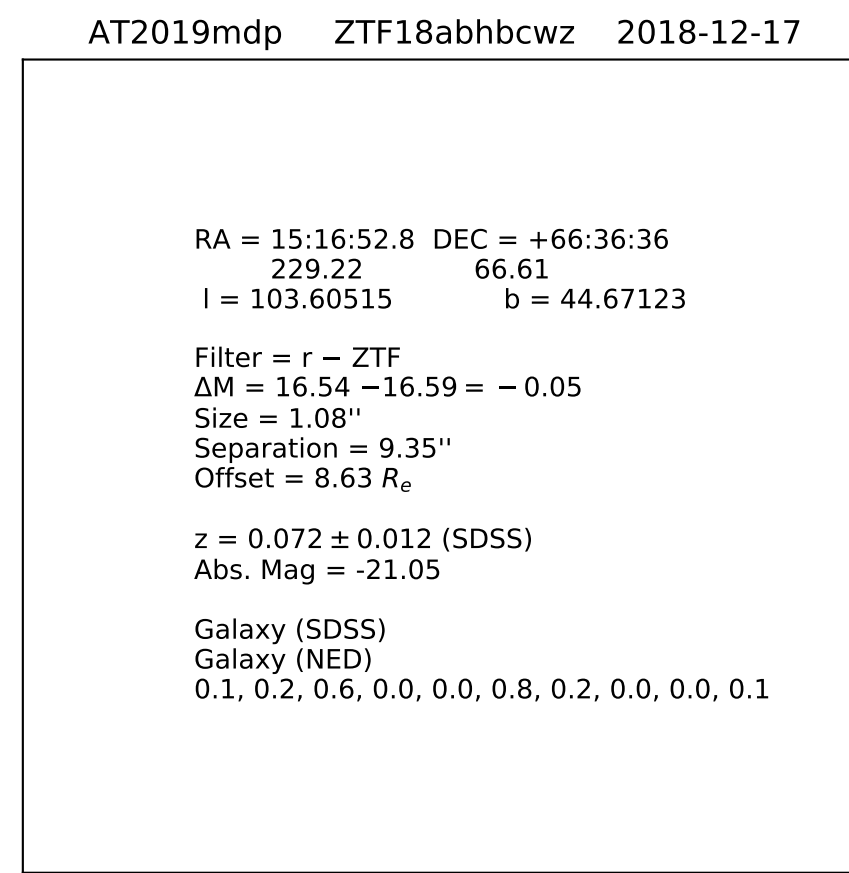 AT2019mdp ZTF18abhbcwz 2018-12-17
RA = 15:16:52.8 DEC = +66:36:36
229.22 66.61
l = 103.60515 b = 44.67123
Filter = r − ZTF
ΔM = 16.54 −16.59 = − 0.05
Size = 1.08''
Separation = 9.35''
Offset = 8.63 Rₑ
z = 0.072 ± 0.012 (SDSS)
Abs. Mag = -21.05
Galaxy (SDSS)
Galaxy (NED)
0.1, 0.2, 0.6, 0.0, 0.0, 0.8, 0.2, 0.0, 0.0, 0.1